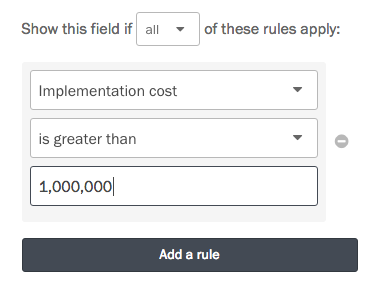 Show this field if all of these rules apply:
Implementation cost
is greater than
1,000,000
Add a rule